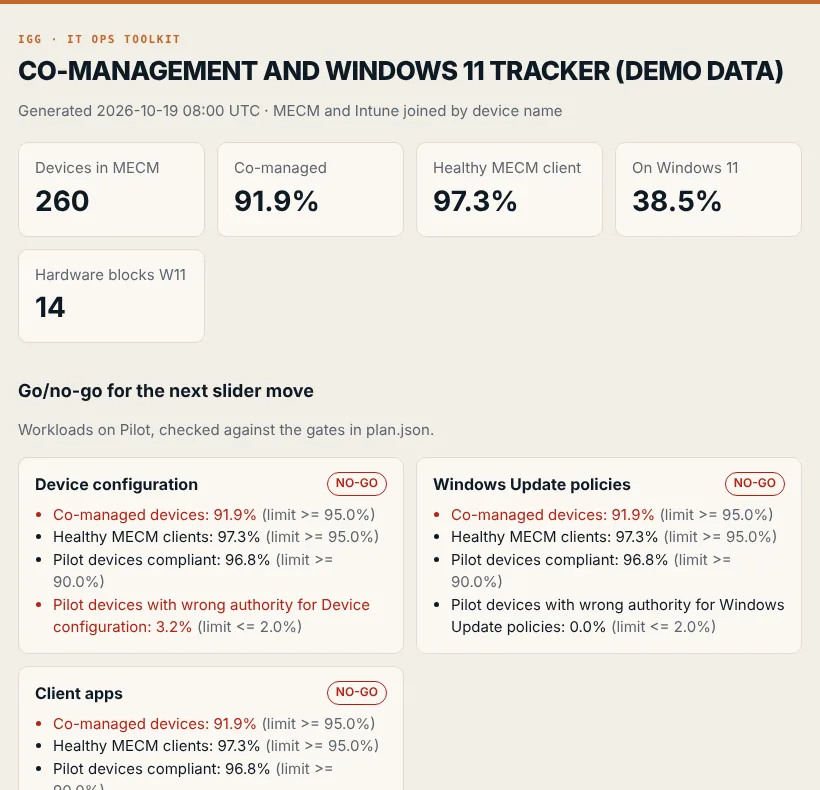 IGG · IT OPS TOOLKIT
CO-MANAGEMENT AND WINDOWS 11 TRACKER (DEMO DATA)
Generated 2026-10-19 08:00 UTC · MECM and Intune joined by device name
Devices in MECM
260
Co-managed
91.9%
Healthy MECM client
97.3%
On Windows 11
38.5%
Hardware blocks W11
14
Go/no-go for the next slider move
Workloads on Pilot, checked against the gates in plan.json.
Device configuration
NO-GO
• Co-managed devices: 91.9% (limit >= 95.0%)
• Healthy MECM clients: 97.3% (limit >= 95.0%)
• Pilot devices compliant: 96.8% (limit >=
90.0%)
• Pilot devices with wrong authority for Device
configuration: 3.2% (limit <= 2.0%)
Windows Update policies
NO-GO
• Co-managed devices: 91.9% (limit >= 95.0%)
• Healthy MECM clients: 97.3% (limit >= 95.0%)
• Pilot devices compliant: 96.8% (limit >=
90.0%)
• Pilot devices with wrong authority for Windows
Update policies: 0.0% (limit <= 2.0%)
Client apps
NO-GO
• Co-managed devices: 91.9% (limit >= 95.0%)
• Healthy MECM clients: 97.3% (limit >= 95.0%)
• Pilot devices compliant: 96.8% (limit >=
90.0%)